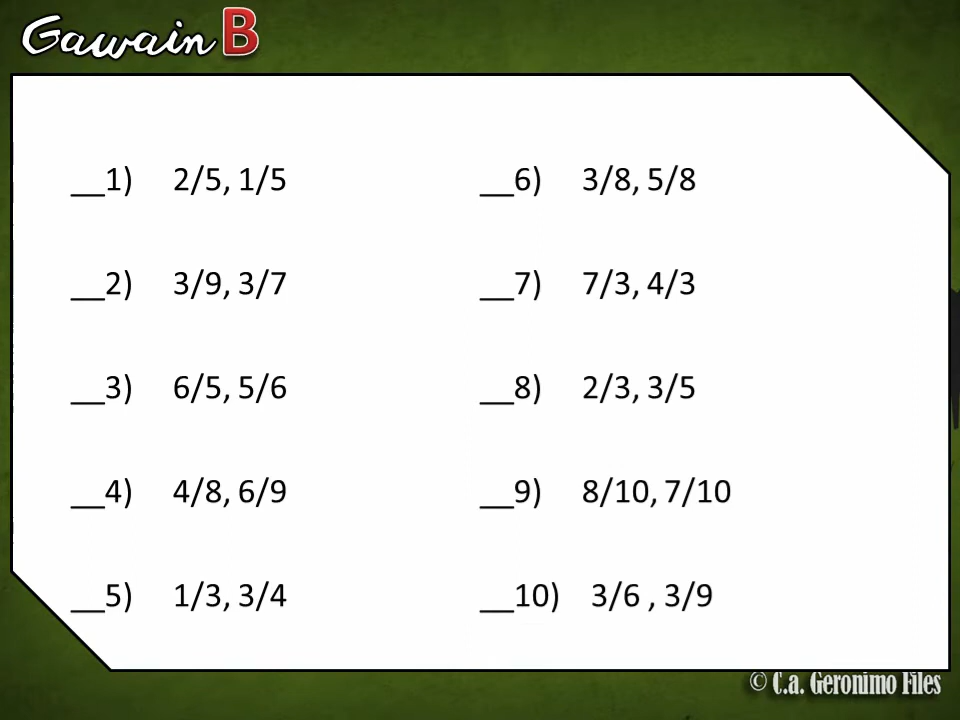 Gawain B
__1) 2/5, 1/5
__2) 3/9, 3/7
__3) 6/5, 5/6
__4) 4/8, 6/9
__5) 1/3, 3/4
__6) 3/8, 5/8
__7) 7/3, 4/3
__8) 2/3, 3/5
__9) 8/10, 7/10
__10) 3/6 , 3/9
© C.a. Geronimo Files